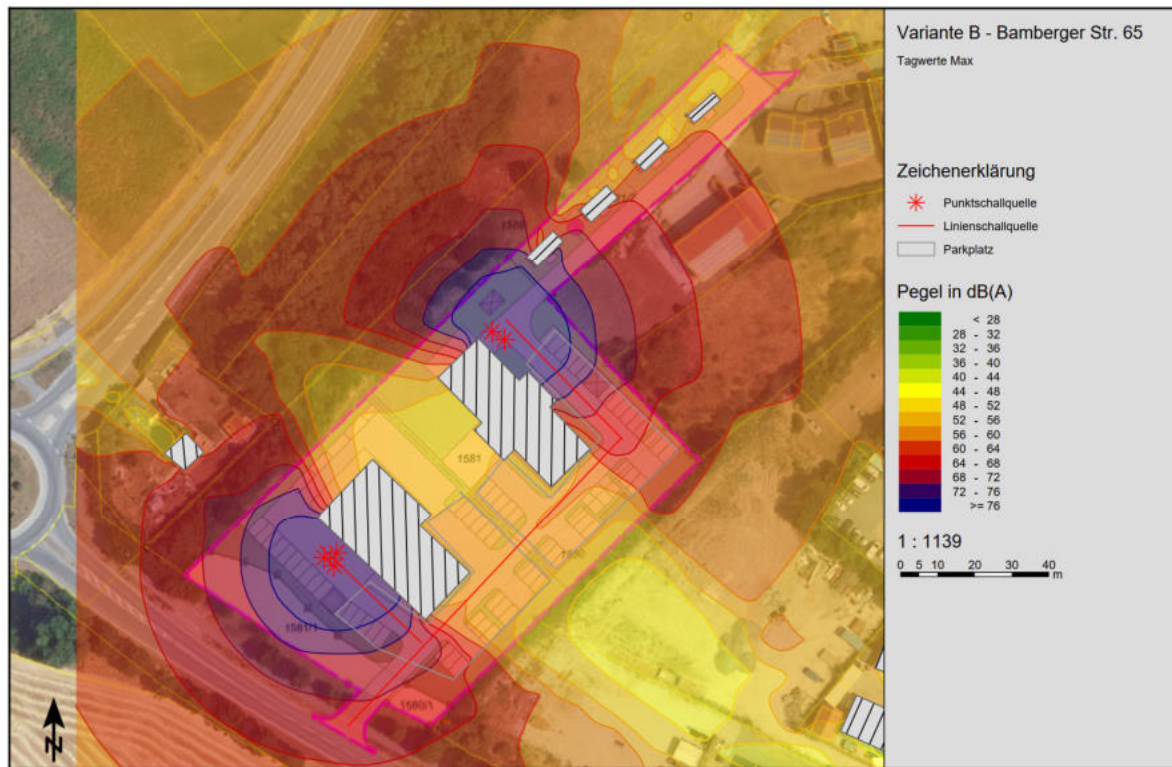 Variante B - Bamberger Str. 65
Tagwerte Max
Zeichenerklärung
Punktschallquelle
Linienschallquelle
Parkplatz
Pegel in dB(A)
< 28
28 - 32
32 - 36
36 - 40
40 - 44
44 - 48
48 - 52
52 - 56
56 - 60
60 - 64
64 - 68
68 - 72
72 - 76
>= 76
1 : 1139
0 5 10 20 30 40
m
1581
1581/1
1580/1
N